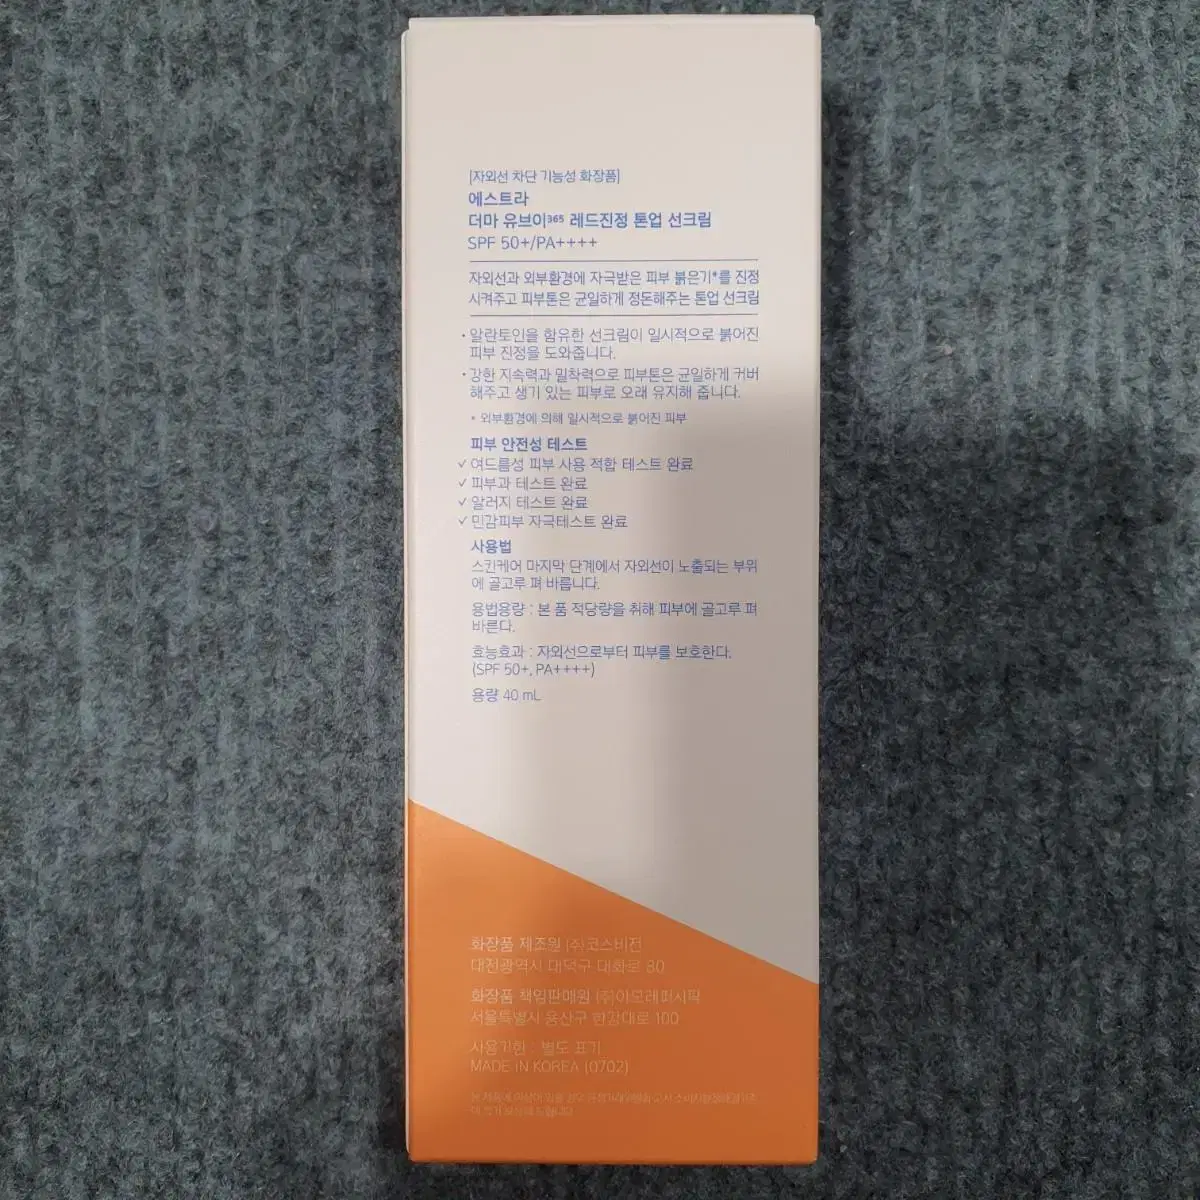 [자외선 차단 기능성 화장품]
에스트라
더마 유브이³⁶⁵ 레드진정 톤업 선크림
SPF 50+/PA++++
자외선과 외부환경에 자극받은 피부 붉은기*를 진정
시켜주고 피부톤은 균일하게 정돈해주는 톤업 선크림
• 알란토인을 함유한 선크림이 일시적으로 붉어진
피부 진정을 도와줍니다.
• 강한 지속력과 밀착력으로 피부톤은 균일하게 커버
해주고 생기 있는 피부로 오래 유지해 줍니다.
* 외부환경에 의해 일시적으로 붉어진 피부
피부 안전성 테스트
✓ 여드름성 피부 사용 적합 테스트 완료
✓ 피부과 테스트 완료
✓ 알러지 테스트 완료
✓ 민감피부 자극테스트 완료
사용법
스킨케어 마지막 단계에서 자외선이 노출되는 부위
에 골고루 펴 바릅니다.
용법용량 : 본 품 적당량을 취해 피부에 골고루 펴
바른다.
효능효과 : 자외선으로부터 피부를 보호한다.
(SPF 50+, PA++++)
용량 40 mL
화장품 제조원 (주)코스비전
대전광역시 대덕구 대화로 80
화장품 책임판매원 (주)아모레퍼시픽
서울특별시 용산구 한강대로 100
사용기한 : 별도 표기
MADE IN KOREA (0702)
본 제품에 이상이 있을 경우